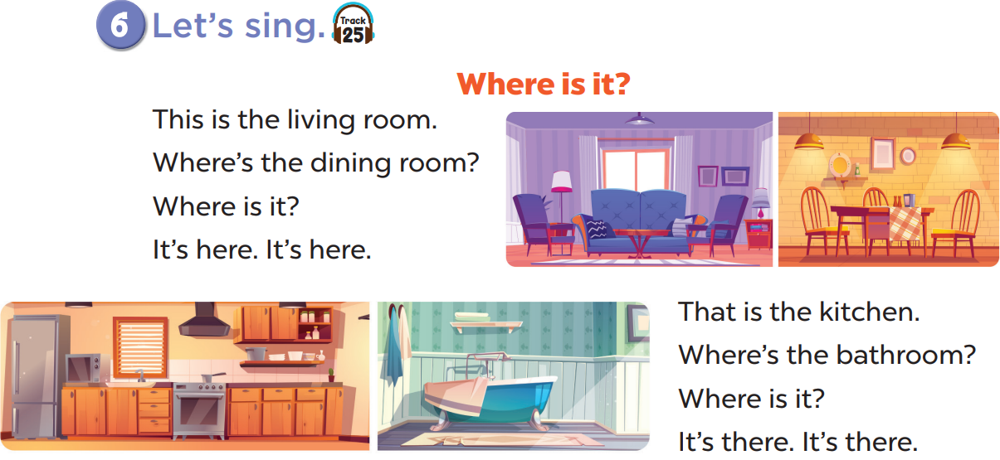 6 Let's sing. Track 25
Where is it?
This is the living room.
Where's the dining room?
Where is it?
It's here. It's here.
That is the kitchen.
Where's the bathroom?
Where is it?
It's there. It's there.